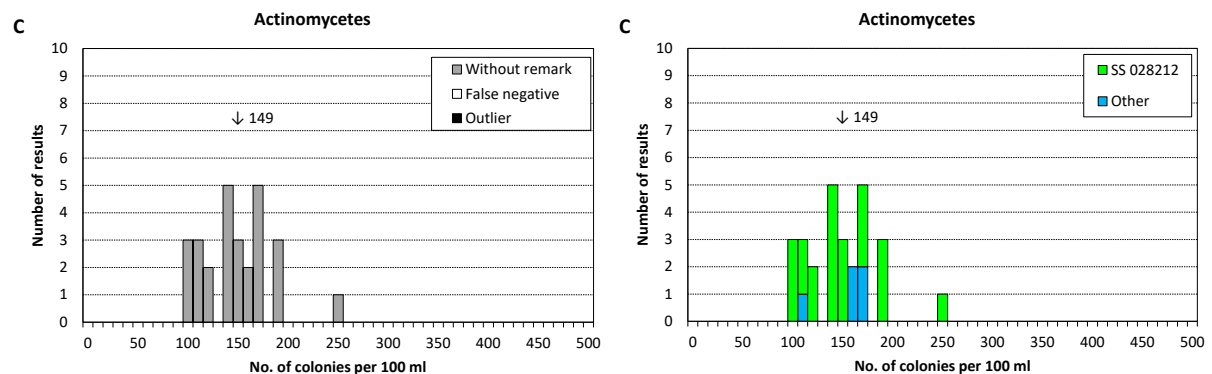 C
Actinomycetes
Number of results
10
9
8
7
6
5
4
3
2
1
0
Without remark
False negative
Outlier
↓ 149
0 50 100 150 200 250 300 350 400 450 500
No. of colonies per 100 ml
C
Actinomycetes
Number of results
10
9
8
7
6
5
4
3
2
1
0
SS 028212
Other
↓ 149
0 50 100 150 200 250 300 350 400 450 500
No. of colonies per 100 ml